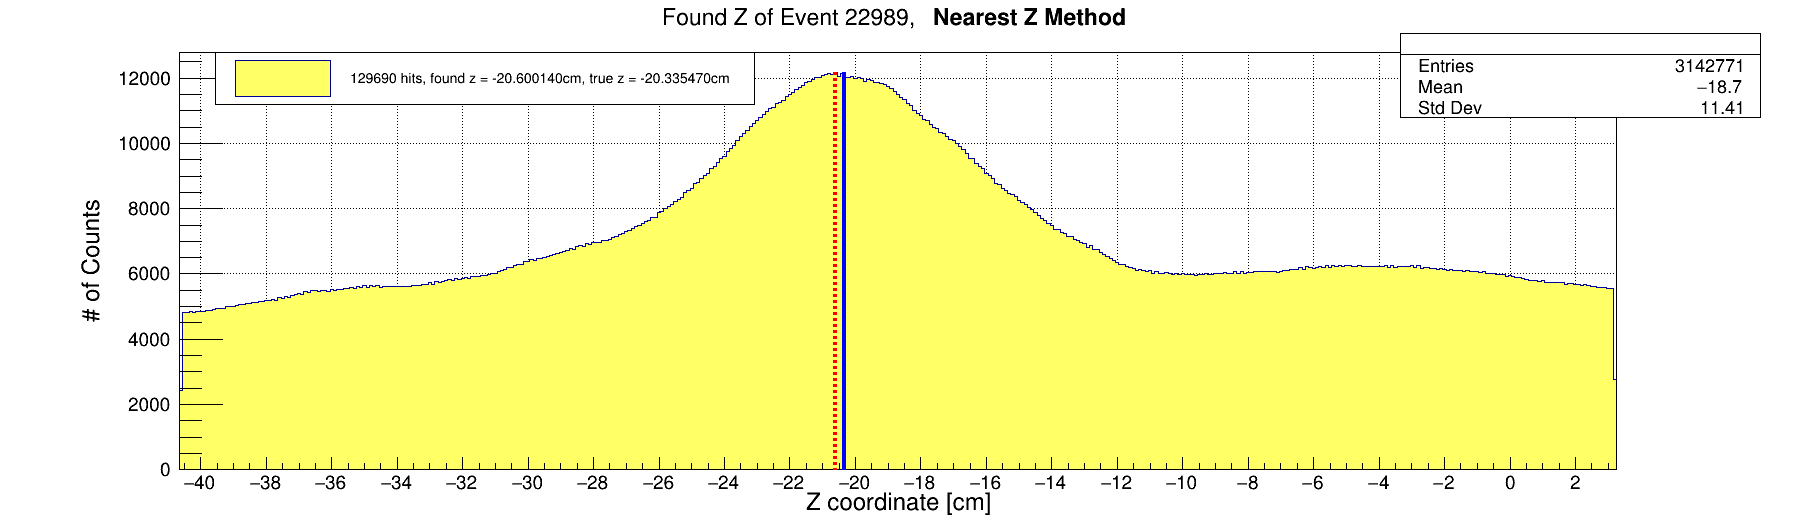 Found Z of Event 22989, Nearest Z Method
129690 hits, found z = -20.600140cm, true z = -20.335470cm
Entries 3142771
Mean −18.7
Std Dev 11.41
# of Counts
12000
10000
8000
6000
4000
2000
0
−40 −38 −36 −34 −32 −30 −28 −26 −24 −22 −20 −18 −16 −14 −12 −10 −8 −6 −4 −2 0 2
Z coordinate [cm]